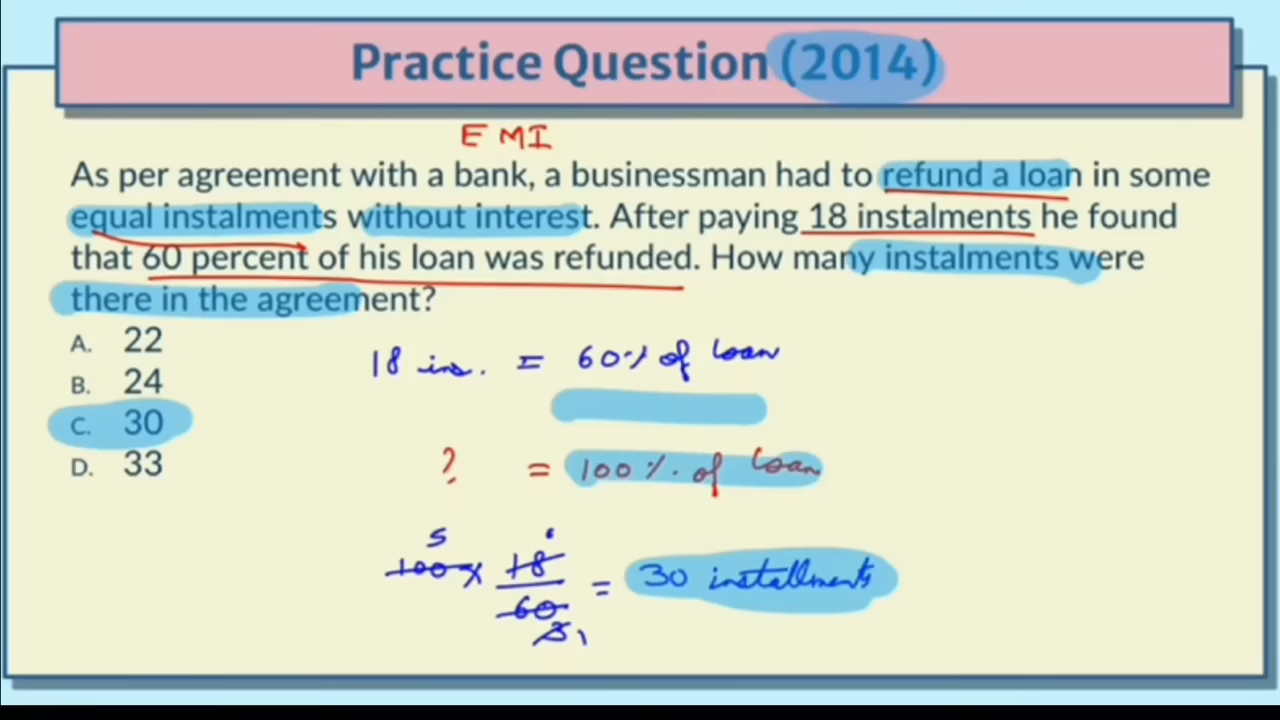 Practice Question (2014)
EMI
As per agreement with a bank, a businessman had to refund a loan in some
equal instalments without interest. After paying 18 instalments he found
that 60 percent of his loan was refunded. How many instalments were
there in the agreement?
A. 22
B. 24
C. 30
D. 33
18 ins. = 60% of loan
? = 100%. of loan
5
100 x 18 = 30 installments
60
3 1